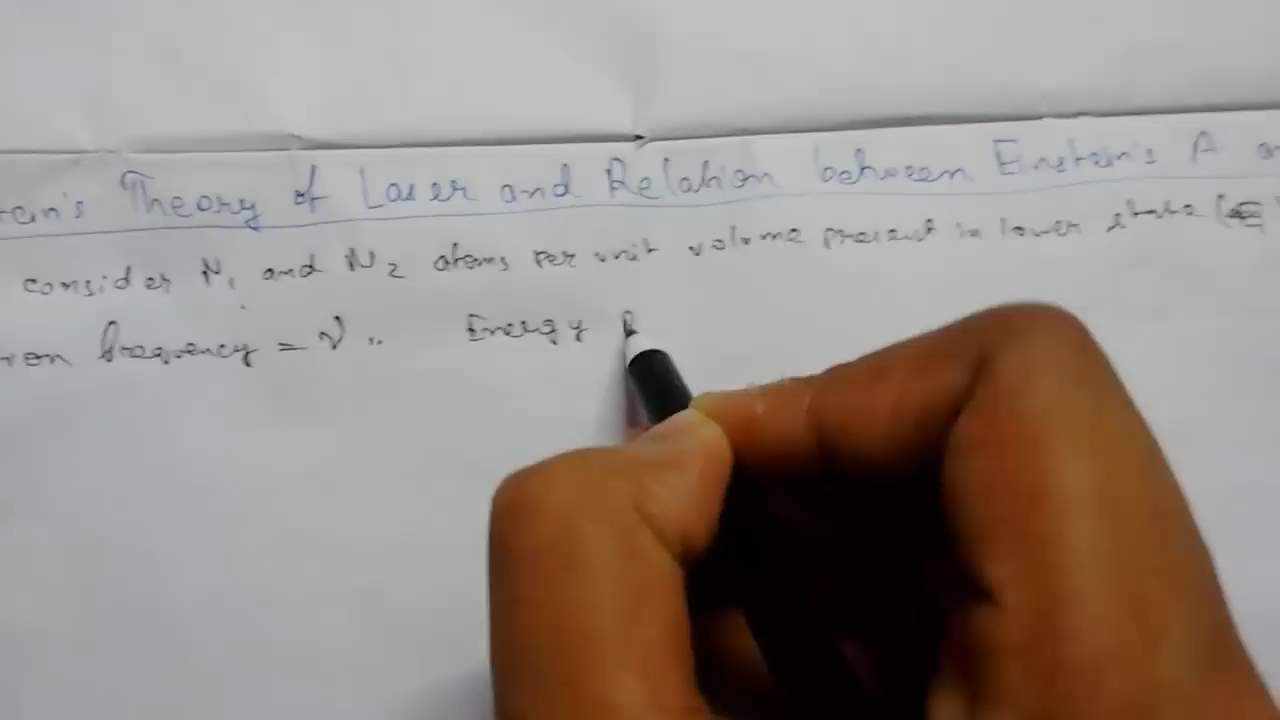 Theory of Laser and Relation between Einstein's A
consider N₁ and N₂ atoms per unit volume present in lower state (
frequency = ν. Energy